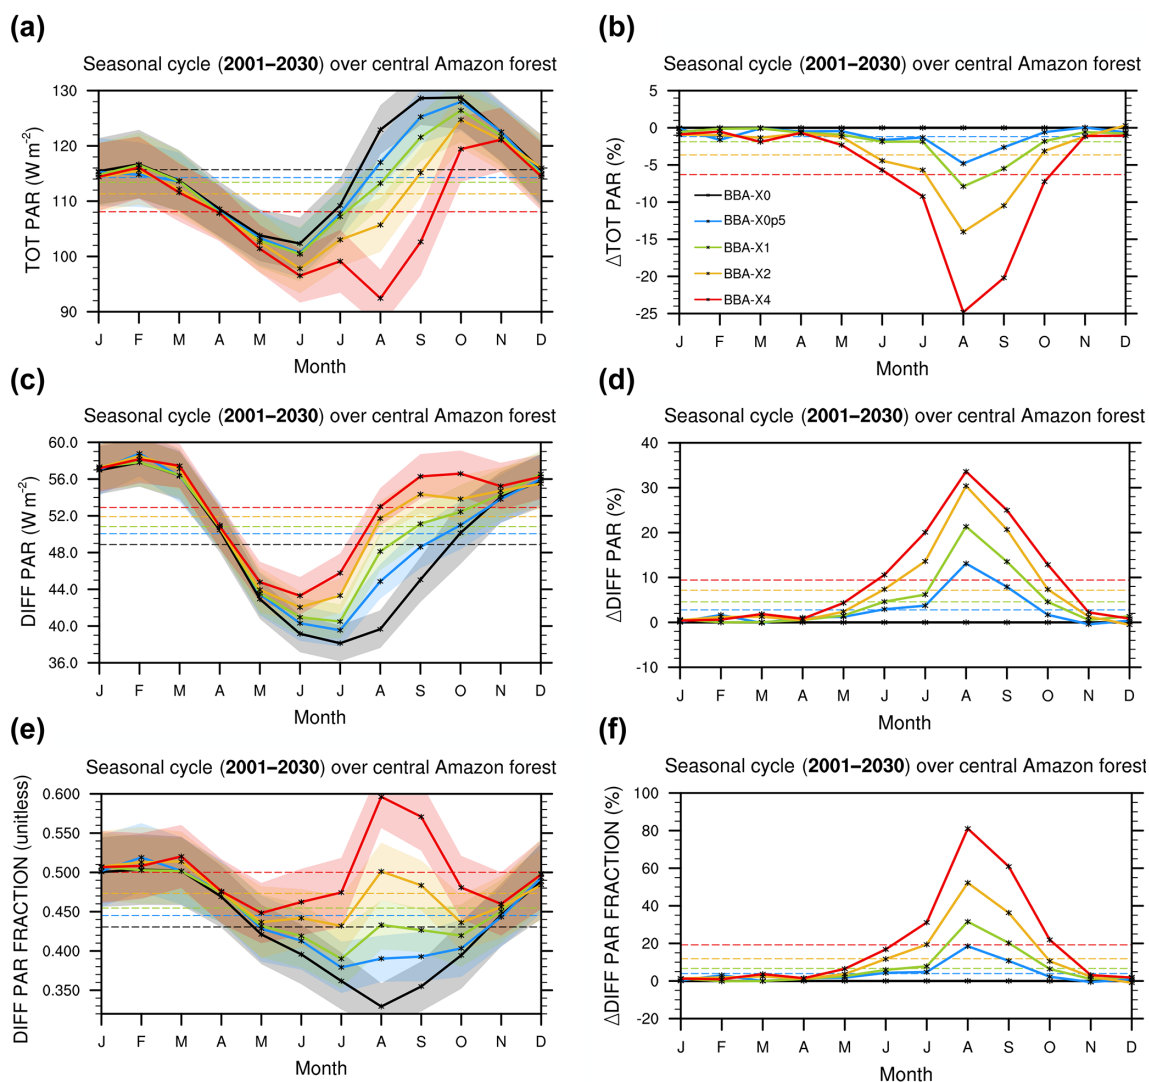 (a)
Seasonal cycle (2001–2030) over central Amazon forest
TOT PAR (W m-2)
130
120
110
100
90
J F M A M J J A S O N D
Month
(b)
Seasonal cycle (2001–2030) over central Amazon forest
ΔTOT PAR (%)
5
0
-5
-10
-15
-20
-25
BBA-X0
BBA-X0p5
BBA-X1
BBA-X2
BBA-X4
J F M A M J J A S O N D
Month
(c)
Seasonal cycle (2001–2030) over central Amazon forest
DIFF PAR (W m-2)
60.0
56.0
52.0
48.0
44.0
40.0
36.0
J F M A M J J A S O N D
Month
(d)
Seasonal cycle (2001–2030) over central Amazon forest
ΔDIFF PAR (%)
40
30
20
10
0
-10
J F M A M J J A S O N D
Month
(e)
Seasonal cycle (2001–2030) over central Amazon forest
DIFF PAR FRACTION (unitless)
0.600
0.550
0.500
0.450
0.400
0.350
J F M A M J J A S O N D
Month
(f)
Seasonal cycle (2001–2030) over central Amazon forest
ΔDIFF PAR FRACTION (%)
100
80
60
40
20
0
-20
J F M A M J J A S O N D
Month